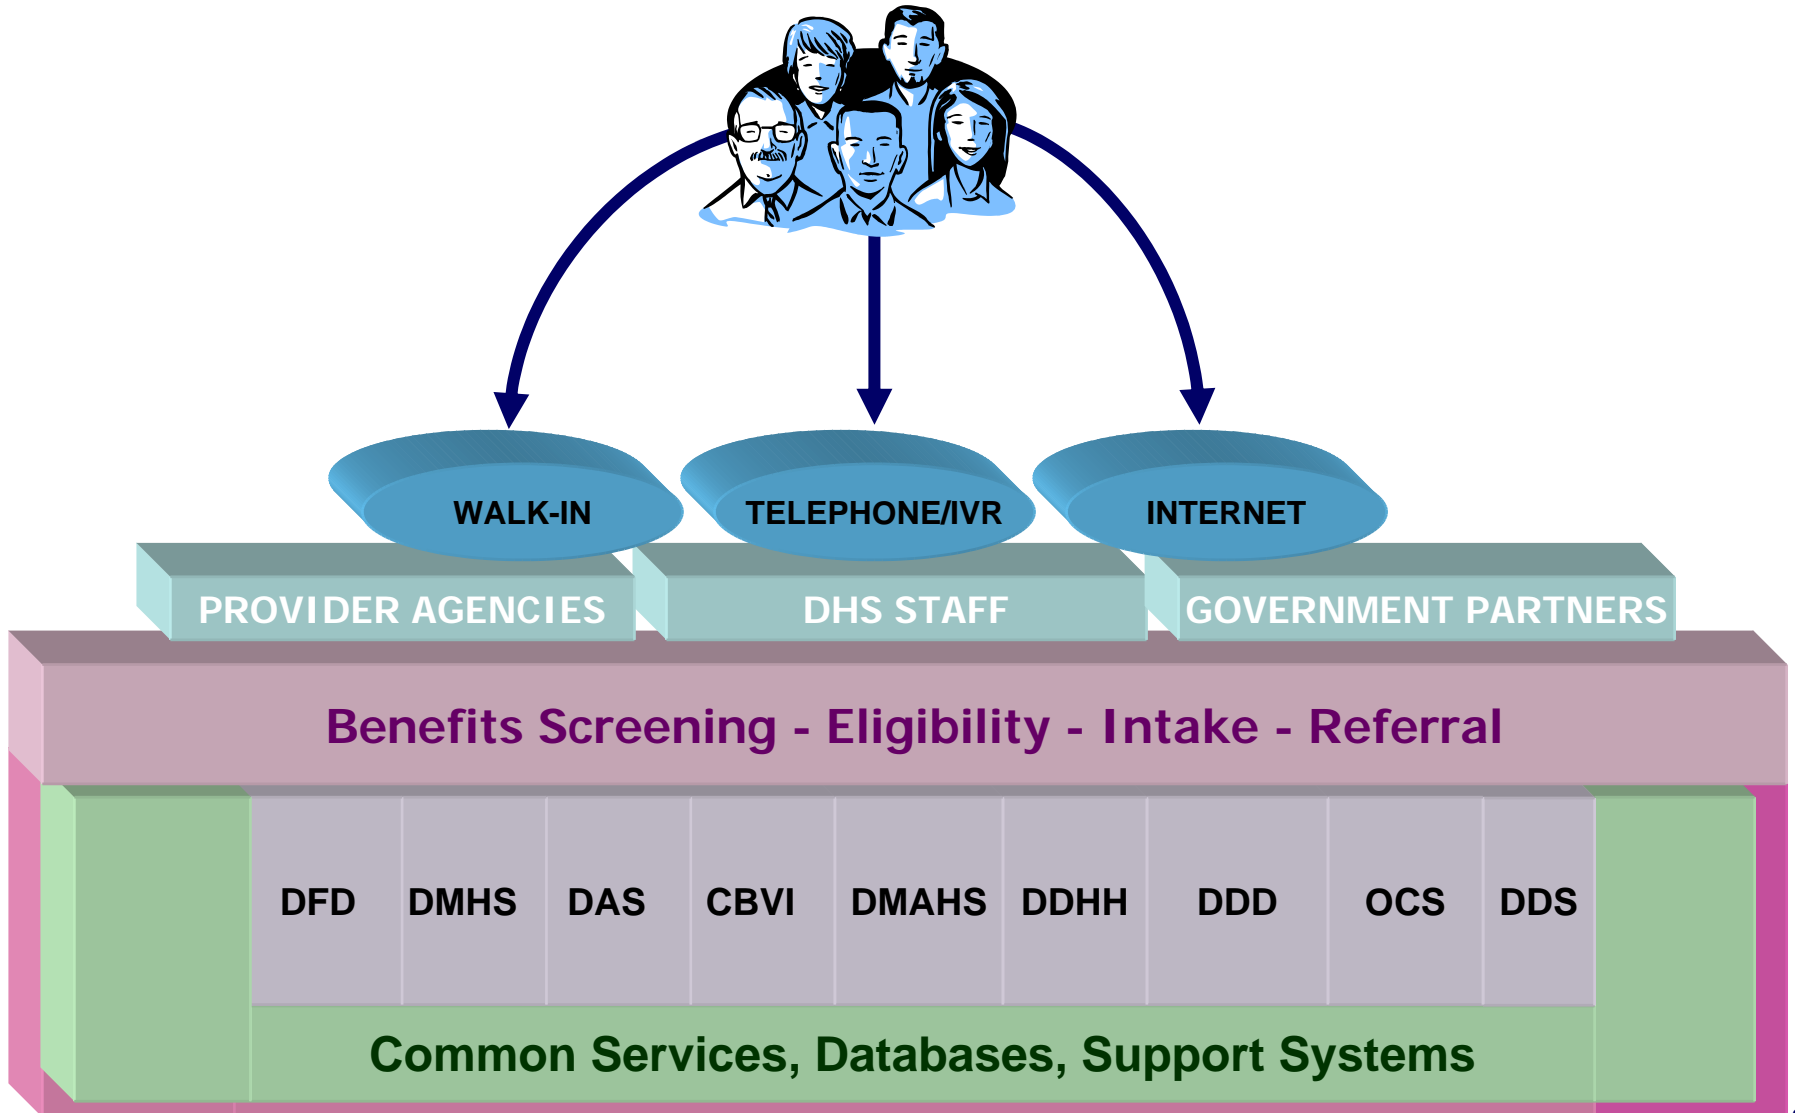 WALK-IN TELEPHONE/IVR INTERNET
PROVIDER AGENCIES DHS STAFF GOVERNMENT PARTNERS
Benefits Screening - Eligibility - Intake - Referral
DFD DMHS DAS CBVI DMAHS DDHH DDD OCS DDS
Common Services, Databases, Support Systems